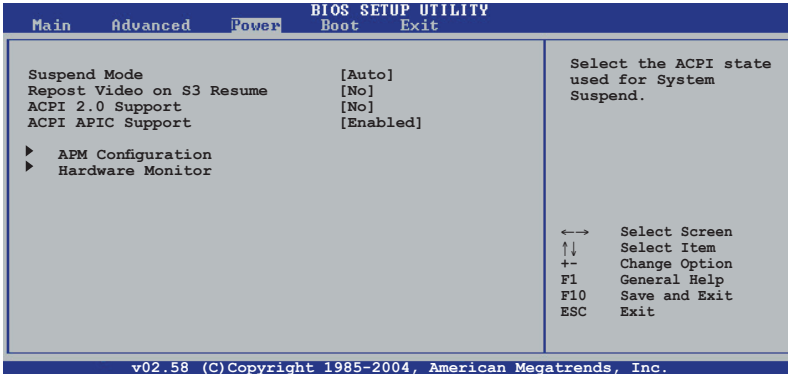 BIOS SETUP UTILITY
Main Advanced Power Boot Exit
Suspend Mode [Auto]
Repost Video on S3 Resume [No]
ACPI 2.0 Support [No]
ACPI APIC Support [Enabled]
APM Configuration
Hardware Monitor
Select the ACPI state
used for System
Suspend.
←→ Select Screen
↑↓ Select Item
+- Change Option
F1 General Help
F10 Save and Exit
ESC Exit
v02.58 (C)Copyright 1985-2004, American Megatrends, Inc.